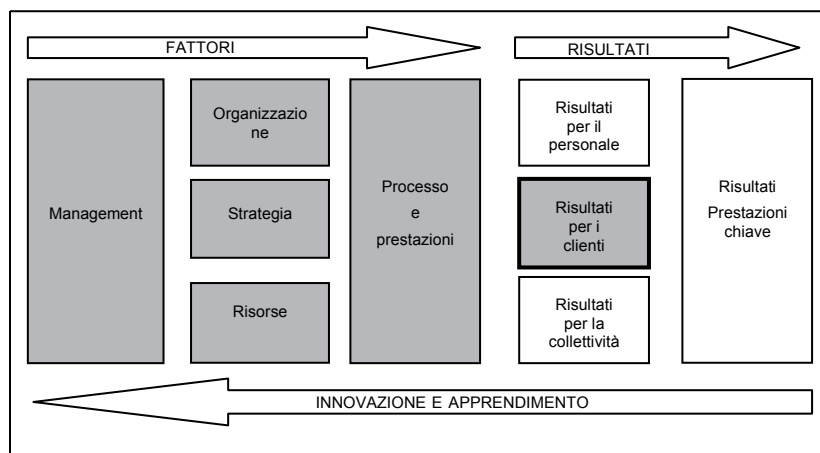 FATTORI
RISULTATI
Management
Organizzazio
ne
Strategia
Risorse
Processo
e
prestazioni
Risultati
per il
personale
Risultati
per i
clienti
Risultati
per la
collettività
Risultati
Prestazioni
chiave
INNOVAZIONE E APPRENDIMENTO